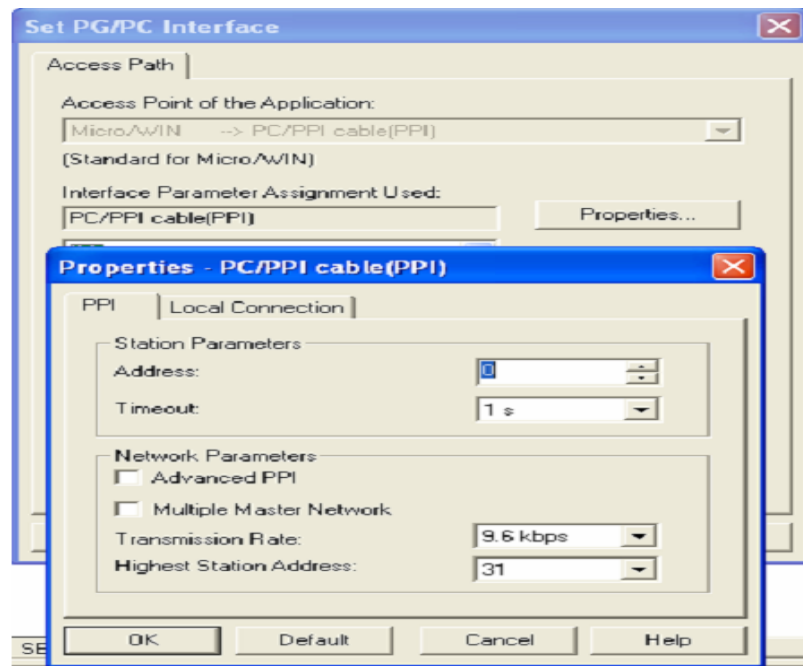 Set PG/PC Interface
Access Path
Access Point of the Application:
Micro/WIN --> PC/PPI cable(PPI)
(Standard for Micro/WIN)
Interface Parameter Assignment Used:
PC/PPI cable(PPI)
Properties...
Properties - PC/PPI cable(PPI)
PPI Local Connection
Station Parameters
Address: 0
Timeout: 1 s
Network Parameters
Advanced PPI
Multiple Master Network
Transmission Rate: 9.6 kbps
Highest Station Address: 31
OK Default Cancel Help
SE